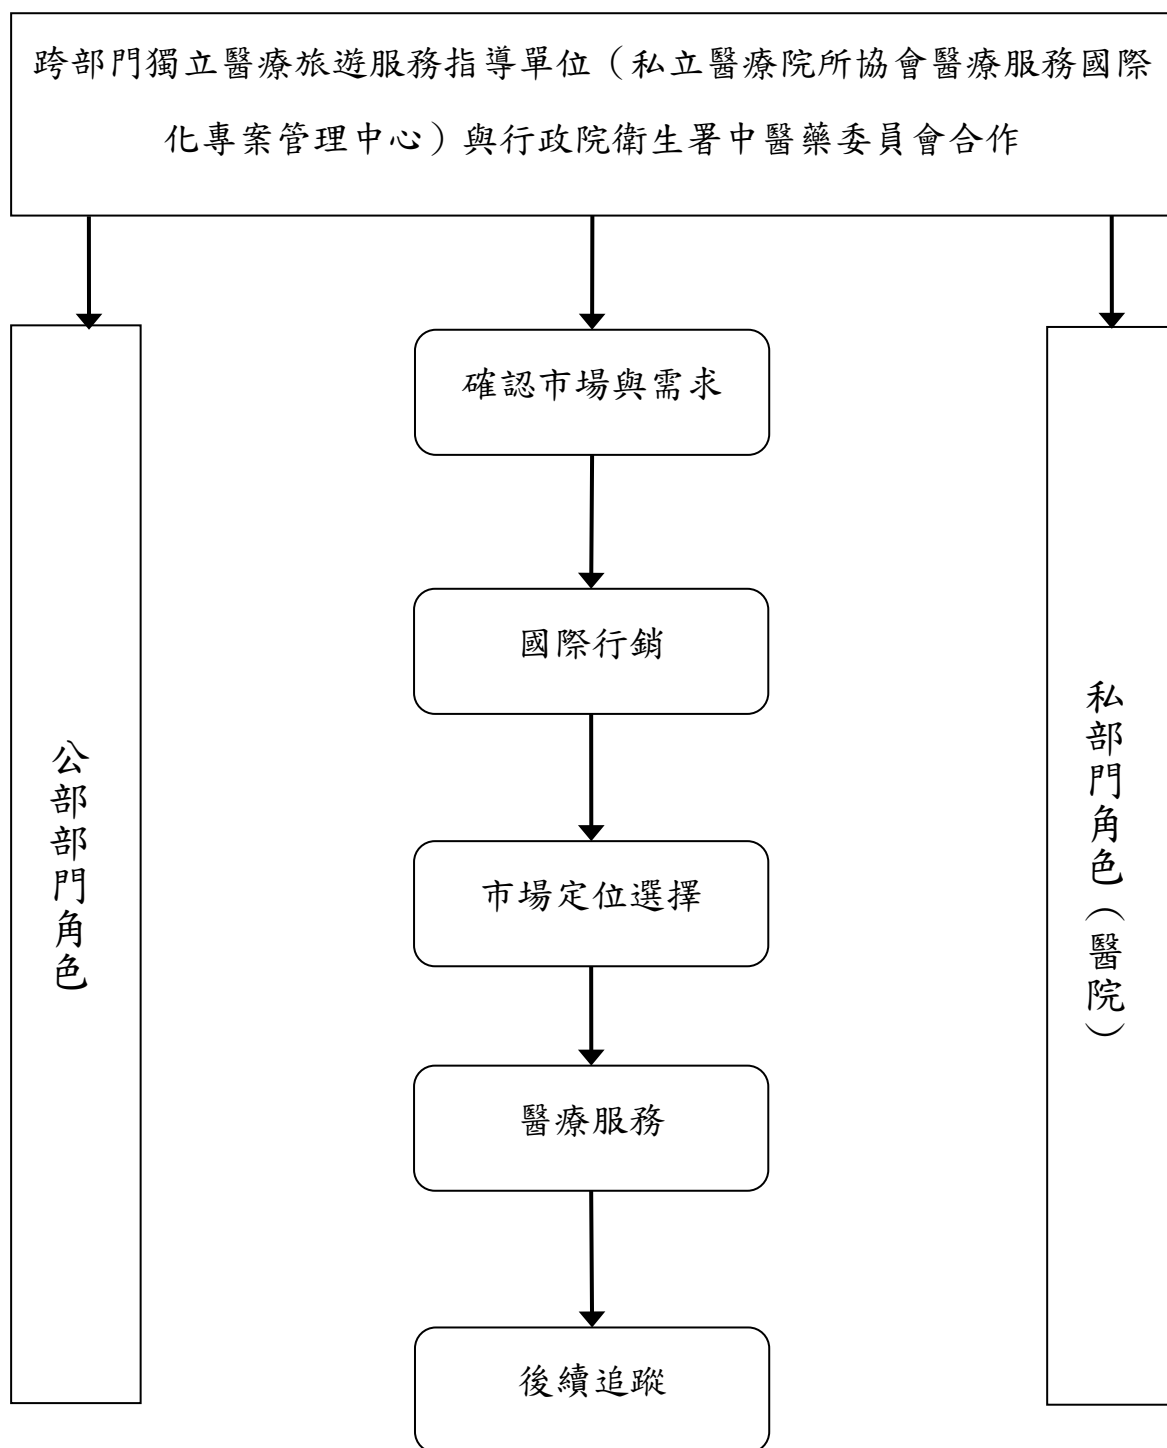 跨部門獨立醫療旅遊服務指導單位（私立醫療院所協會醫療服務國際
化專案管理中心）與行政院衛生署中醫藥委員會合作
確認市場與需求
國際行銷
市場定位選擇
醫療服務
後續追蹤
公部部門角色
私部門角色（醫院）